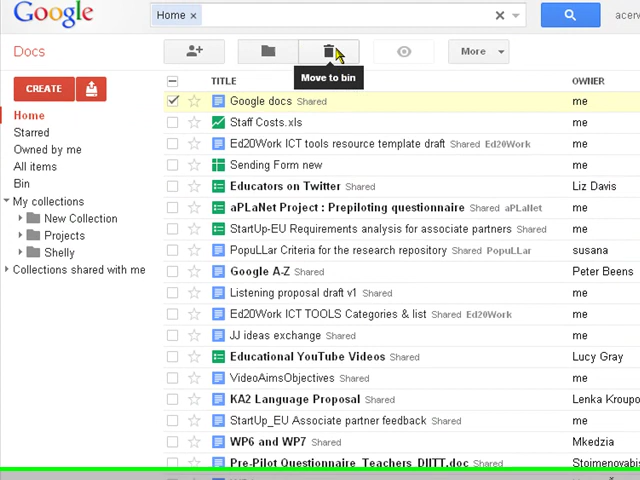 Google
Home ×
acerv
Docs
More
Move to bin
CREATE
Home
Starred
Owned by me
All items
Bin
My collections
New Collection
Projects
Shelly
Collections shared with me
TITLE OWNER
Google docs Shared me
Staff Costs.xls me
Ed20Work ICT tools resource template draft Shared Ed20Work me
Sending Form new me
Educators on Twitter Shared Liz Davis
aPLaNet Project : Prepiloting questionnaire Shared aPLaNet me
StartUp-EU Requirements analysis for associate partners Shared me
PopuLLar Criteria for the research repository Shared PopuLLar susana
Google A-Z Shared Peter Beens
Listening proposal draft v1 Shared me
Ed20Work ICT TOOLS Categories & list Shared Ed20Work me
JJ ideas exchange Shared me
Educational YouTube Videos Shared Lucy Gray
VideoAimsObjectives Shared me
KA2 Language Proposal Shared Lenka Kroupo
StartUp_EU Associate partner feedback Shared me
WP6 and WP7 Shared Mkedzia
Pre-Pilot Questionnaire_Teachers_DIITT.doc Shared Stoimenovabis